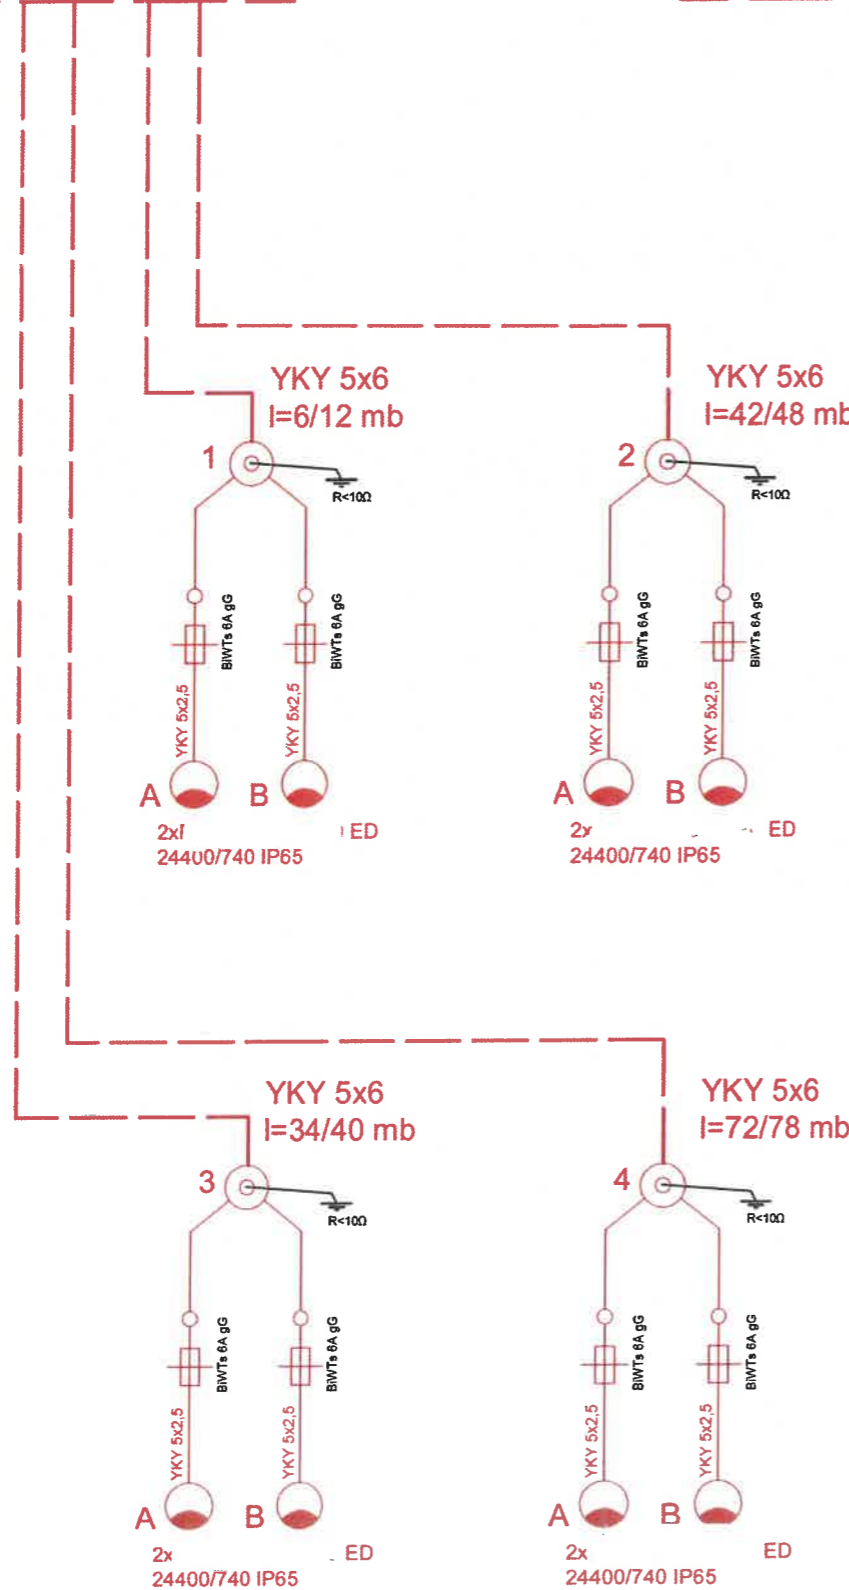 YKY 5x6
l=6/12 mb
1
R<10Ω
BiWTs 6A gG
BiWTs 6A gG
YKY 5x2,5
YKY 5x2,5
A
B
ED
24400/740 IP65
YKY 5x6
l=42/48 mb
2
R<10Ω
BiWTs 6A gG
BiWTs 6A gG
YKY 5x2,5
YKY 5x2,5
A
B
2x ED
24400/740 IP65
YKY 5x6
l=34/40 mb
3
R<10Ω
BiWTs 6A gG
BiWTs 6A gG
YKY 5x2,5
YKY 5x2,5
A
B
2x ED
24400/740 IP65
YKY 5x6
l=72/78 mb
4
R<10Ω
BiWTs 6A gG
BiWTs 6A gG
YKY 5x2,5
YKY 5x2,5
A
B
2x ED
24400/740 IP65